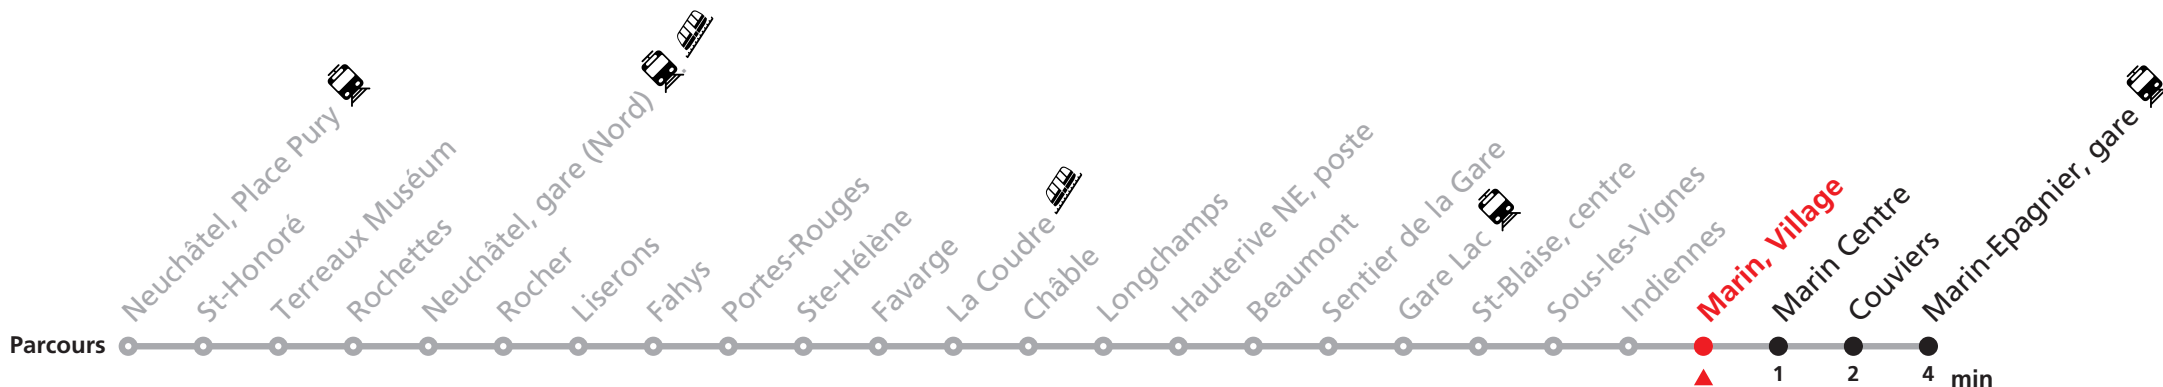 Neuchâtel, Place Pury
St-Honoré
Terreaux Muséum
Rochettes
Neuchâtel, gare (Nord)
Rocher
Liserons
Fahys
Portes-Rouges
Ste-Hélène
Favarge
La Coudre
Châble
Longchamps
Hauterive NE, poste
Beaumont
Sentier de la Gare
Gare Lac
St-Blaise, centre
Sous-les-Vignes
Indiennes
Marin, Village
Marin Centre
Couviers
Marin-Epagnier, gare
Parcours
1 2 4 min